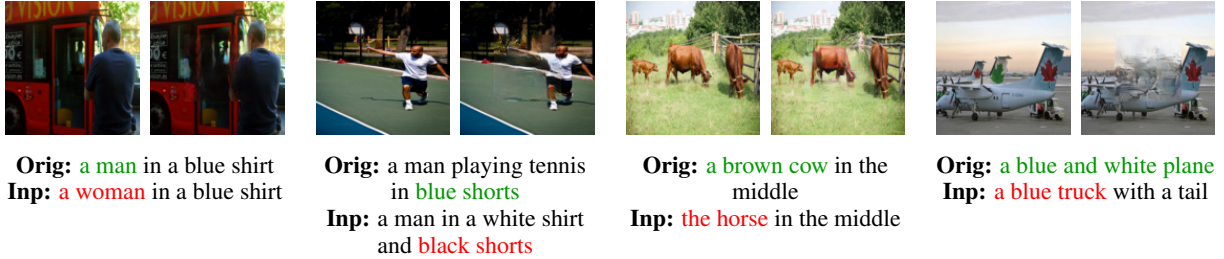 VISION
VISION
Orig: a man in a blue shirt
Inp: a woman in a blue shirt
Orig: a man playing tennis
in blue shorts
Inp: a man in a white shirt
and black shorts
Orig: a brown cow in the
middle
Inp: the horse in the middle
Orig: a blue and white plane
Inp: a blue truck with a tail